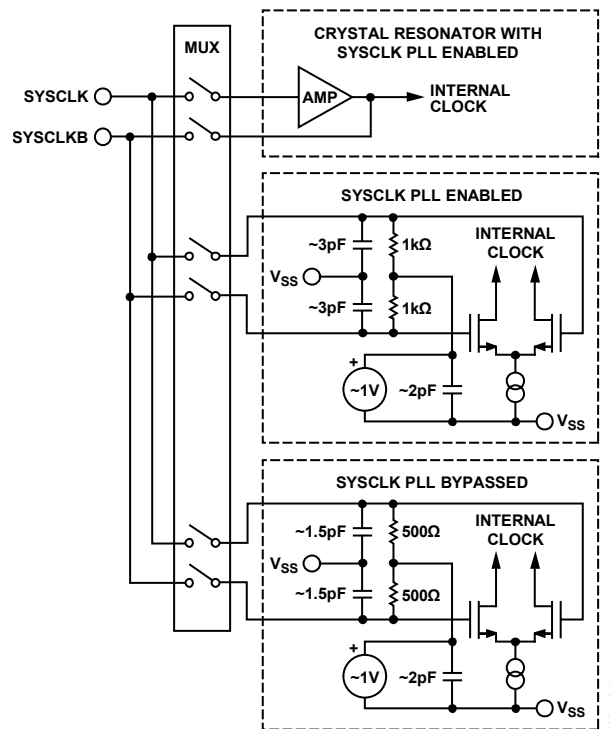 MUX
CRYSTAL RESONATOR WITH
SYSCLK PLL ENABLED
SYSCLK
SYSCLKB
AMP
INTERNAL
CLOCK
SYSCLK PLL ENABLED
INTERNAL
CLOCK
~3pF
1kΩ
VSS
~3pF
1kΩ
+
~1V
~2pF
VSS
SYSCLK PLL BYPASSED
INTERNAL
CLOCK
~1.5pF
500Ω
VSS
~1.5pF
500Ω
+
~1V
~2pF
VSS